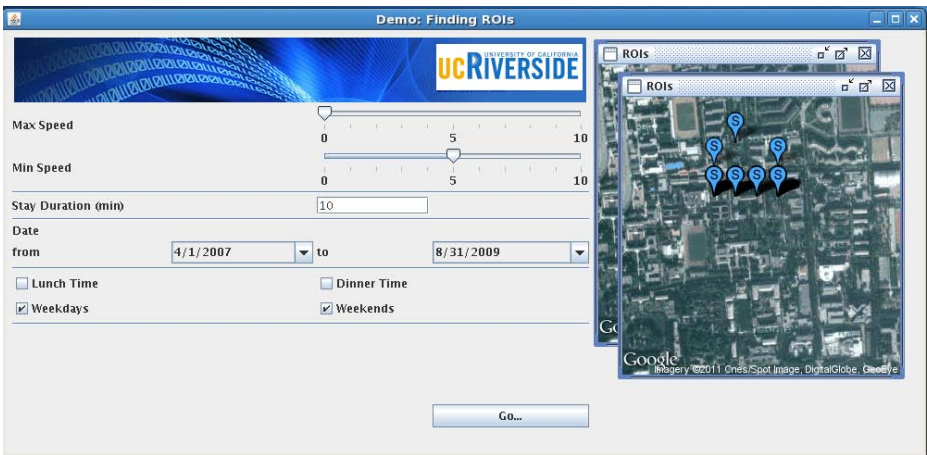 Demo: Finding ROIs
UNIVERSITY OF CALIFORNIA
UCRIVERSIDE
Max Speed
0 5 10
Min Speed
0 5 10
Stay Duration (min) 10
Date
from 4/1/2007 to 8/31/2009
Lunch Time Dinner Time
Weekdays Weekends
Go...
ROIs
ROIs
S
S S
S S S S
Go
Google
Imagery ©2011 Cnes/Spot Image, DigitalGlobe, GeoEye